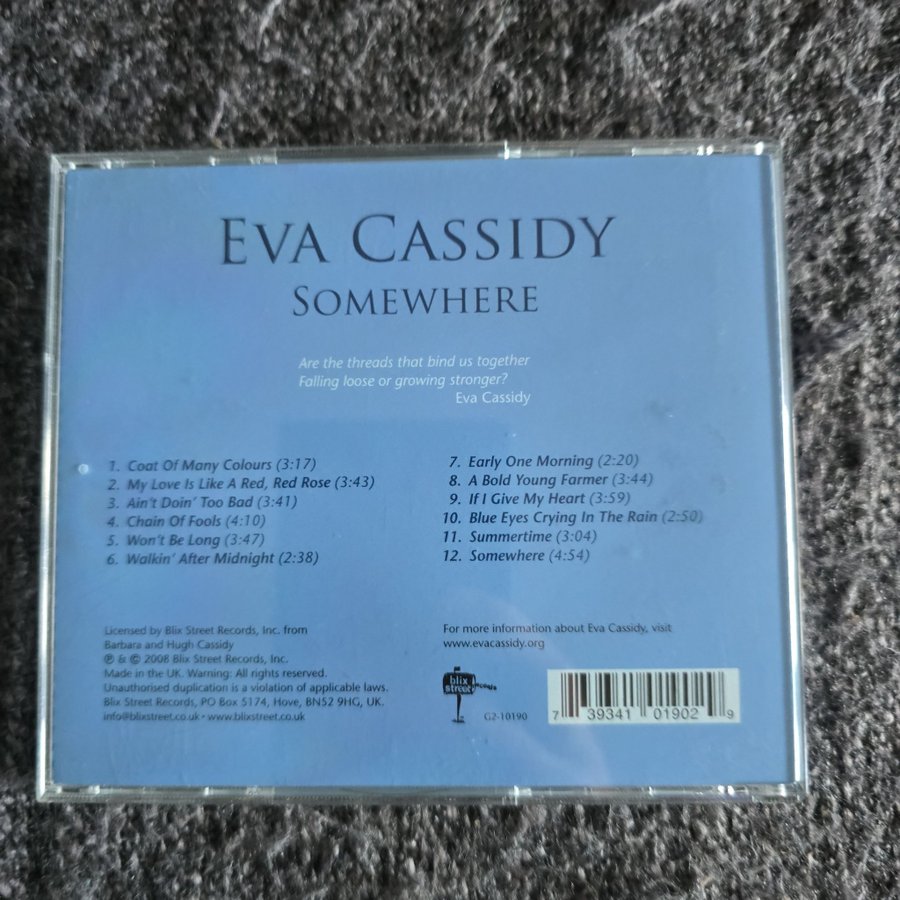 EVA CASSIDY
SOMEWHERE
Are the threads that bind us together
Falling loose or growing stronger?
Eva Cassidy
1. Coat Of Many Colours (3:17)
2. My Love Is Like A Red, Red Rose (3:43)
3. Ain't Doin' Too Bad (3:41)
4. Chain Of Fools (4:10)
5. Won't Be Long (3:47)
6. Walkin' After Midnight (2:38)
7. Early One Morning (2:20)
8. A Bold Young Farmer (3:44)
9. If I Give My Heart (3:59)
10. Blue Eyes Crying In The Rain (2:50)
11. Summertime (3:04)
12. Somewhere (4:54)
Licensed by Blix Street Records, Inc. from
Barbara and Hugh Cassidy
℗ & © 2008 Blix Street Records, Inc.
Made in the UK. Warning: All rights reserved.
Unauthorised duplication is a violation of applicable laws.
Blix Street Records, PO Box 5174, Hove, BN52 9HG, UK.
info@blixstreet.co.uk • www.blixstreet.co.uk
For more information about Eva Cassidy, visit
www.evacassidy.org
blix
street records
G2-10190
7 39341 01902 9